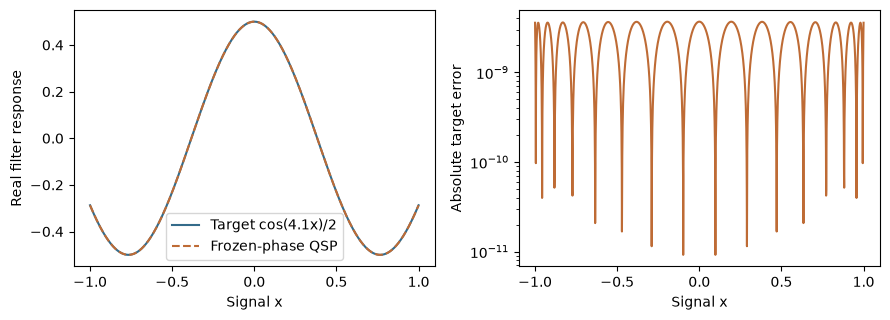 Real filter response
0.4
0.2
0.0
−0.2
−0.4
Target cos(4.1x)/2
Frozen-phase QSP
−1.0 −0.5 0.0 0.5 1.0
Signal x
Absolute target error
10⁻⁹
10⁻¹⁰
10⁻¹¹
−1.0 −0.5 0.0 0.5 1.0
Signal x